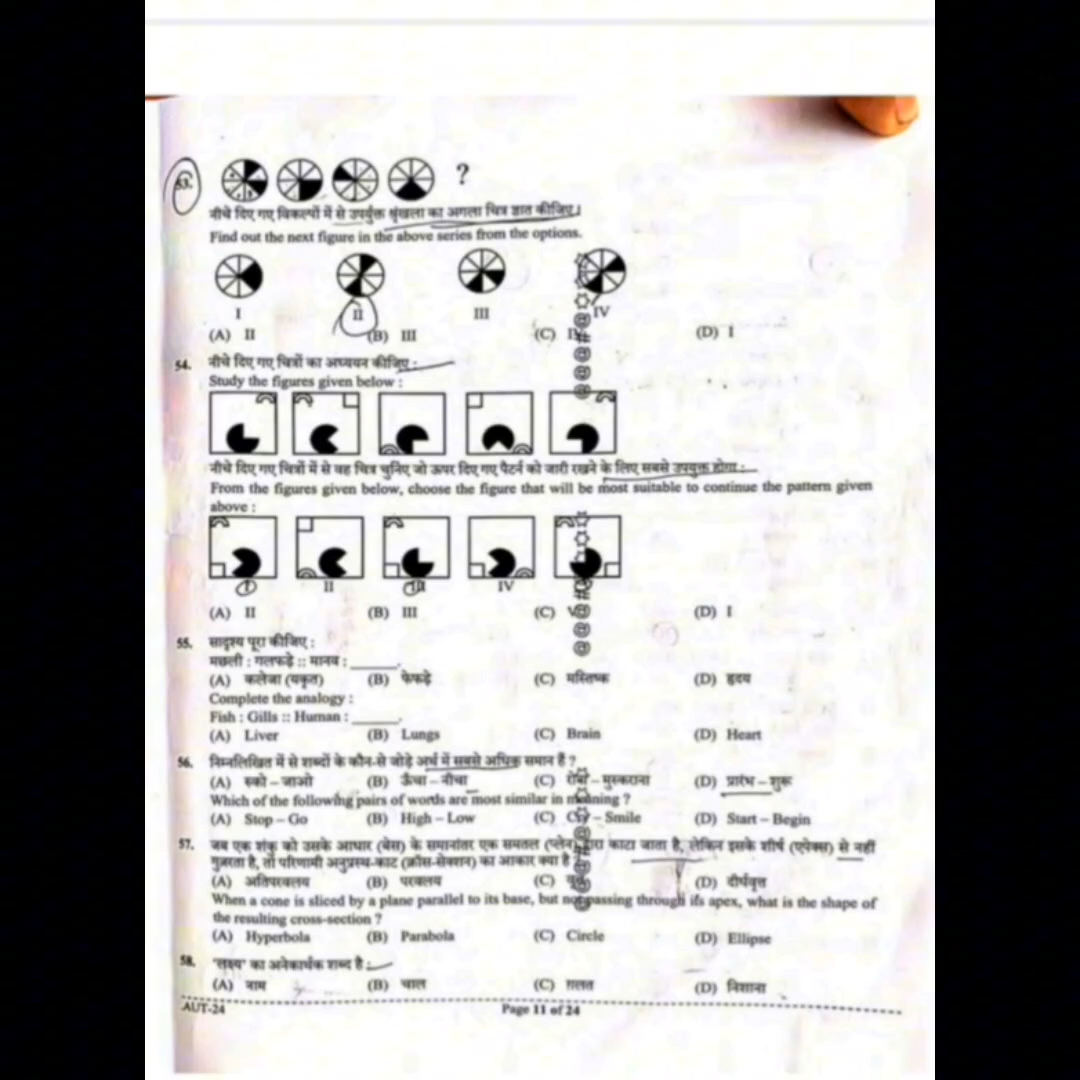 53. ?
नीचे दिए गए विकल्पों में से उपर्युक्त श्रृंखला का अगला चित्र ज्ञात कीजिए।
Find out the next figure in the above series from the options.
I II III IV
(A) II (B) III (C) IV (D) I
54. नीचे दिए गए चित्रों का अध्ययन कीजिए :
Study the figures given below :
नीचे दिए गए चित्रों में से वह चित्र चुनिए जो ऊपर दिए गए पैटर्न को जारी रखने के लिए सबसे उपयुक्त होगा :
From the figures given below, choose the figure that will be most suitable to continue the pattern given
above :
I II III IV
(A) II (B) III (C) V (D) I
55. सादृश्य पूरा कीजिए :
मछली : गलफड़े :: मानव : ______.
(A) कलेजा (यकृत) (B) फेफड़े (C) मस्तिष्क (D) हृदय
Complete the analogy :
Fish : Gills :: Human : ______.
(A) Liver (B) Lungs (C) Brain (D) Heart
56. निम्नलिखित में से शब्दों के कौन-से जोड़े अर्थ में सबसे अधिक समान हैं ?
(A) रुको – जाओ (B) ऊँचा – नीचा (C) रोना – मुस्कराना (D) प्रारंभ – शुरू
Which of the following pairs of words are most similar in meaning ?
(A) Stop – Go (B) High – Low (C) Cry – Smile (D) Start – Begin
57. जब एक शंकु को उसके आधार (बेस) के समानांतर एक समतल (प्लेन) द्वारा काटा जाता है, लेकिन इसके शीर्ष (एपेक्स) से नहीं
गुज़रता है, तो परिणामी अनुप्रस्थ-काट (क्रॉस-सेक्शन) का आकार क्या है ?
(A) अतिपरवलय (B) परवलय (C) वृत्त (D) दीर्घवृत्त
When a cone is sliced by a plane parallel to its base, but not passing through its apex, what is the shape of
the resulting cross-section ?
(A) Hyperbola (B) Parabola (C) Circle (D) Ellipse
58. 'लक्ष्य' का अनेकार्थक शब्द है :
(A) नाम (B) चाल (C) ग़लत (D) निशाना
AUT-24 Page 11 of 24